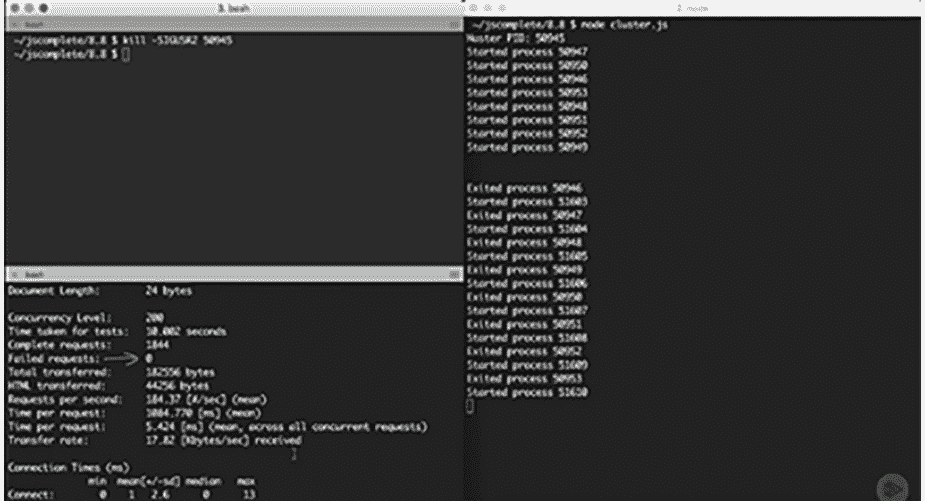 3. bash
bash
~/jscomplete/8.8 $ kill -SIGUSR2 50945
~/jscomplete/8.8 $
bash
Document Length: 24 bytes
Concurrency Level: 200
Time taken for tests: 10.002 seconds
Complete requests: 1844
Failed requests: 0
Total transferred: 182556 bytes
HTML transferred: 44256 bytes
Requests per second: 184.37 [#/sec] (mean)
Time per request: 1084.770 [ms] (mean)
Time per request: 5.424 [ms] (mean, across all concurrent requests)
Transfer rate: 17.82 [Kbytes/sec] received
Connection Times (ms)
min mean[+/-sd] median max
Connect: 0 1 2.6 0 13
2. node
~/jscomplete/8.8 $ node cluster.js
Master PID: 50945
Started process 50947
Started process 50950
Started process 50946
Started process 50953
Started process 50948
Started process 50951
Started process 50952
Started process 50949
Exited process 50946
Started process 51603
Exited process 50947
Started process 51604
Exited process 50948
Started process 51605
Exited process 50949
Started process 51606
Exited process 50950
Started process 51607
Exited process 50951
Started process 51608
Exited process 50952
Started process 51609
Exited process 50953
Started process 51610